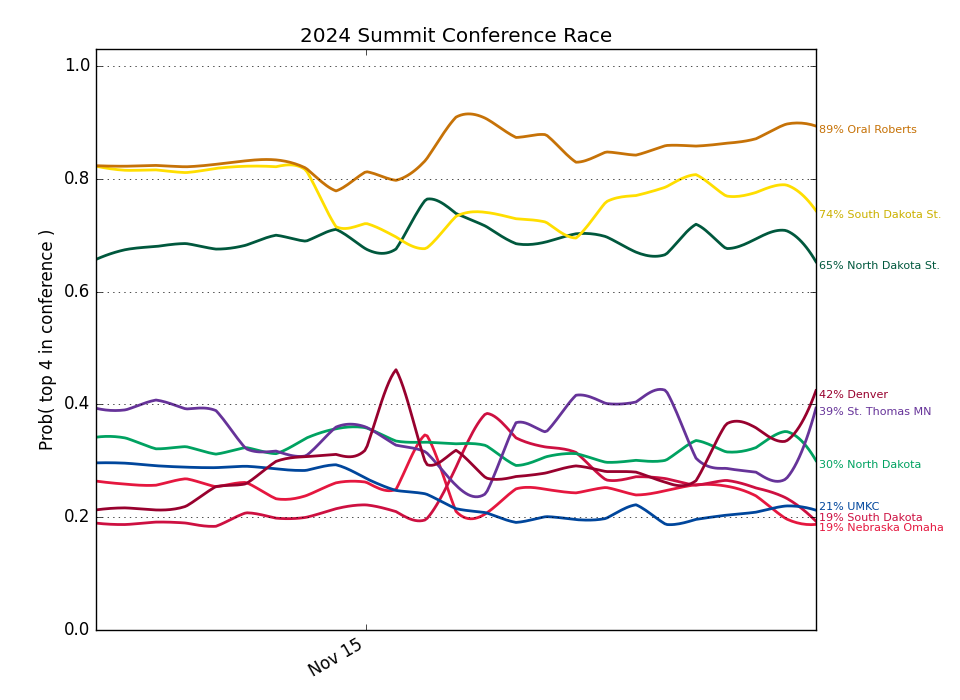 2024 Summit Conference Race
Prob( top 4 in conference )
1.0
0.8
0.6
0.4
0.2
0.0
Nov 15
89% Oral Roberts
74% South Dakota St.
65% North Dakota St.
42% Denver
39% St. Thomas MN
30% North Dakota
21% UMKC
19% South Dakota
19% Nebraska Omaha